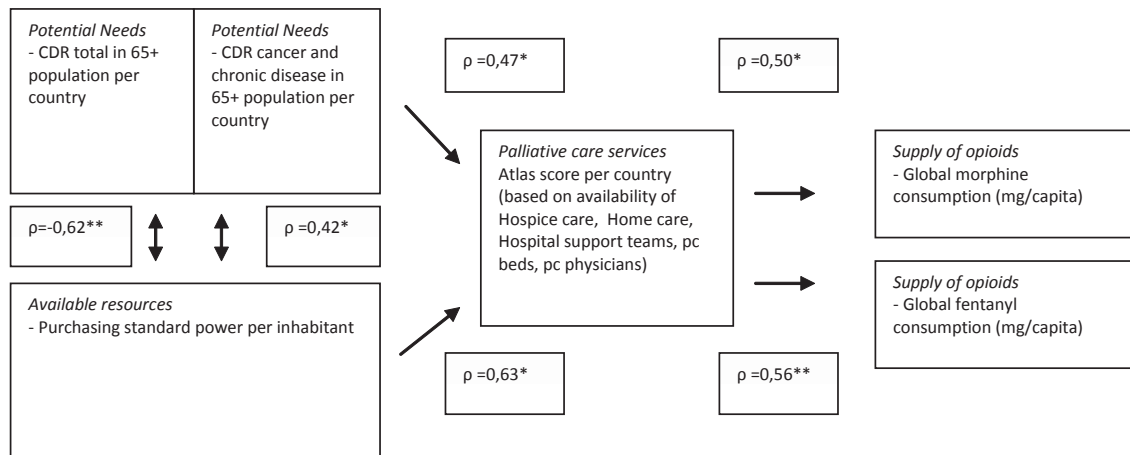 Potential Needs
- CDR total in 65+
population per
country
Potential Needs
- CDR cancer and
chronic disease in
65+ population per
country
ρ =0,47*
ρ =0,50*
Palliative care services
Atlas score per country
(based on availability of
Hospice care, Home care,
Hospital support teams, pc
beds, pc physicians)
Supply of opioids
- Global morphine
consumption (mg/capita)
ρ=-0,62**
ρ =0,42*
Supply of opioids
- Global fentanyl
consumption (mg/capita)
Available resources
- Purchasing standard power per inhabitant
ρ =0,63*
ρ =0,56**